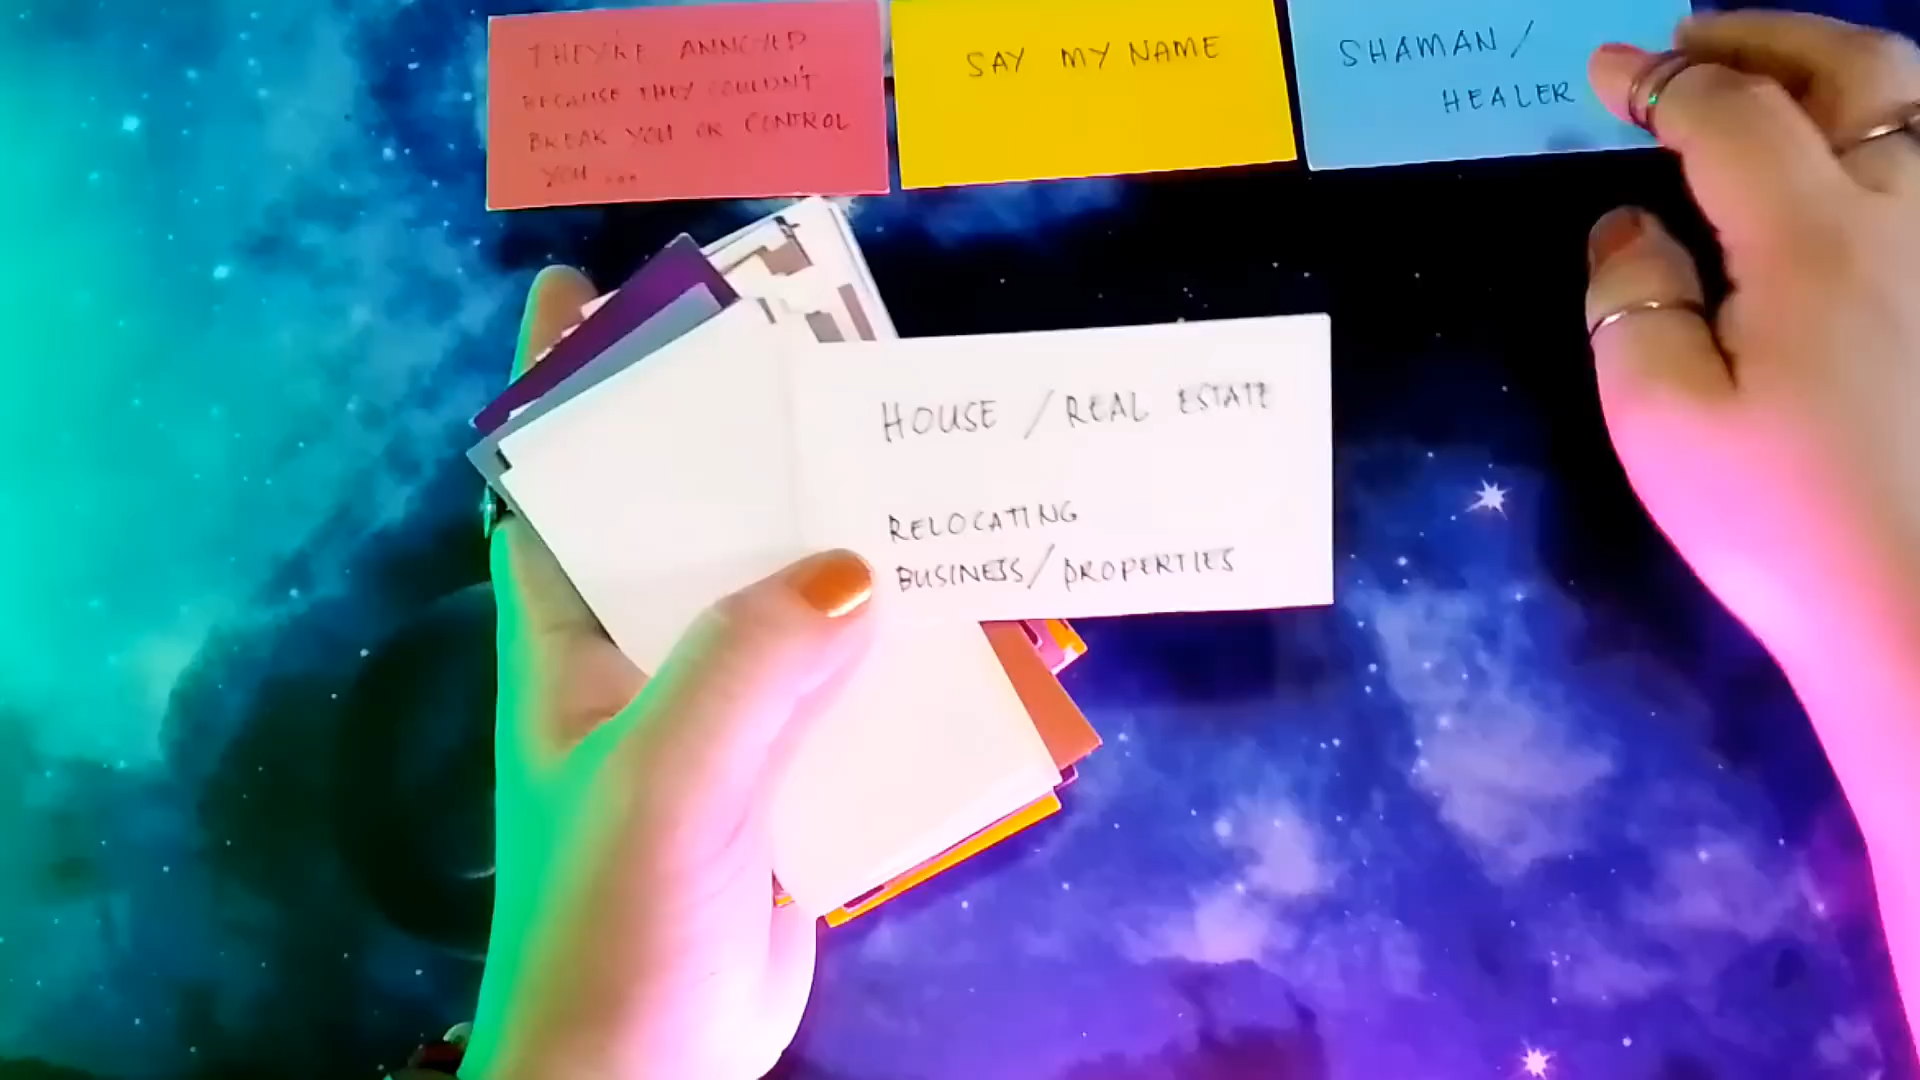 THEY'RE ANNOYED
BECAUSE THEY COULDN'T
BREAK YOU OR CONTROL
YOU ...
SAY MY NAME
SHAMAN /
HEALER
HOUSE / REAL ESTATE
RELOCATING
BUSINESS / PROPERTIES